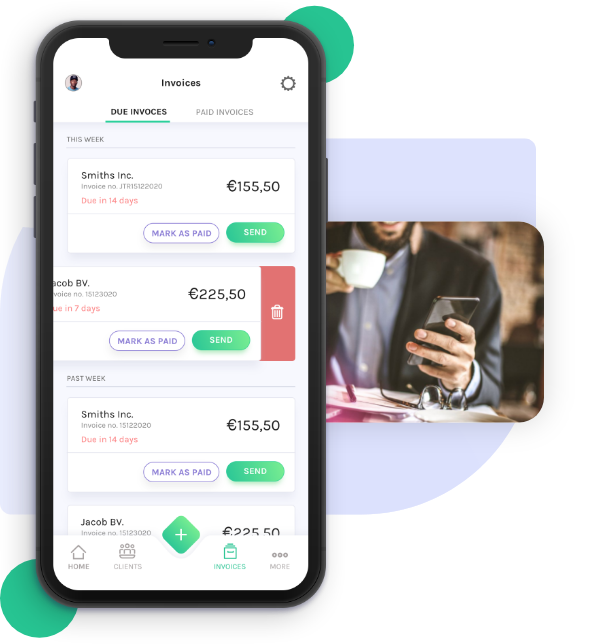 Invoices
DUE INVOCES PAID INVOICES
THIS WEEK
Smiths Inc.
Invoice no. JTR15122020
€155,50
Due in 14 days
MARK AS PAID SEND
acob BV.
voice no. 15123020
€225,50
ue in 7 days
MARK AS PAID SEND
PAST WEEK
Smiths Inc.
Invoice no. 15122020
€155,50
Due in 14 days
MARK AS PAID SEND
Jacob BV.
Invoice no. 15123020
€225,50
+
HOME CLIENTS INVOICES MORE